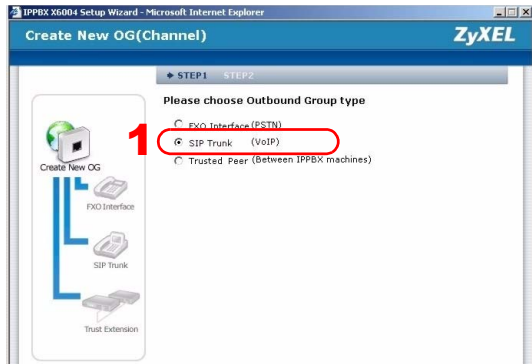 IPPBX X6004 Setup Wizard - Microsoft Internet Explorer
Create New OG(Channel)
ZyXEL
STEP1 STEP2
Please choose Outbound Group type
FXO Interface (PSTN)
1
SIP Trunk (VoIP)
Trusted Peer (Between IPPBX machines)
Create New OG
FXO Interface
SIP Trunk
Trust Extension